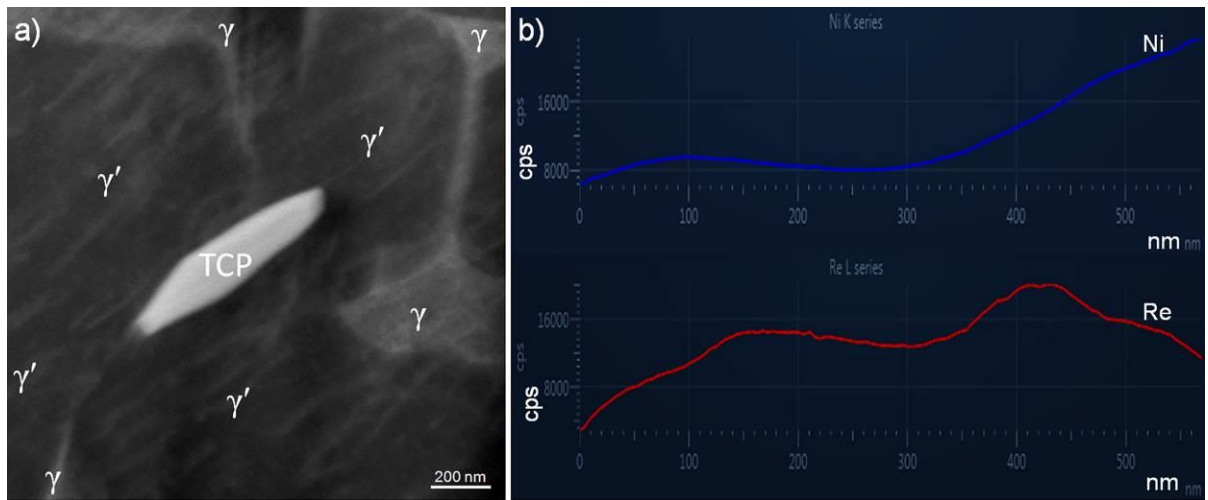 a)
γ
γ
γ′
γ′
TCP
γ
γ′
γ′
γ
200 nm
b)
Ni K series
Ni
cps
cps
16000
8000
0
100
200
300
400
500
nm
nm
Re L series
Re
cps
cps
16000
8000
0
100
200
300
400
500
nm
nm